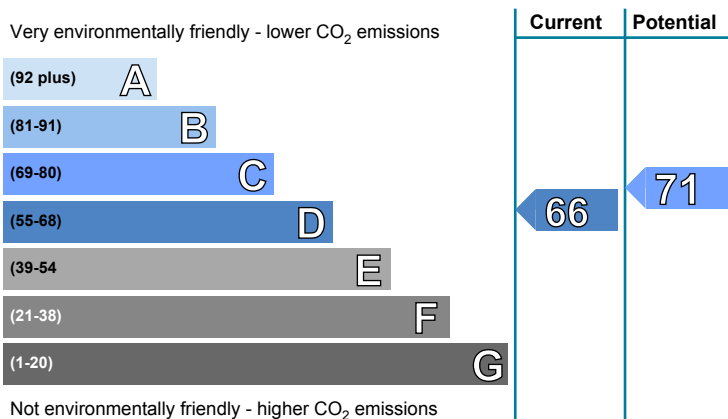 Current Potential
Very environmentally friendly - lower CO2 emissions
(92 plus) A
(81-91) B
(69-80) C
71
(55-68) D
66
(39-54 E
(21-38) F
(1-20) G
Not environmentally friendly - higher CO2 emissions